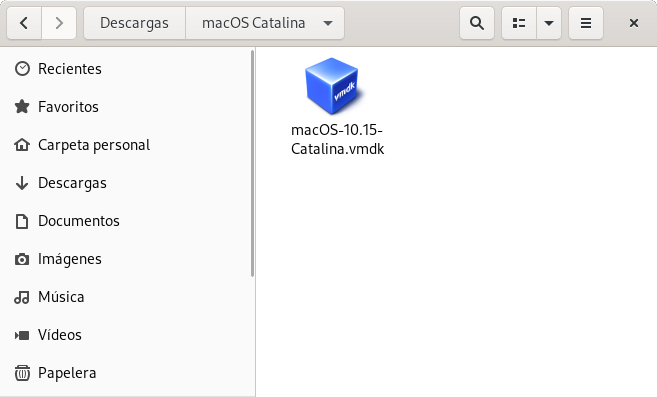 Descargas
macOS Catalina
Recientes
Favoritos
Carpeta personal
Descargas
Documentos
Imágenes
Música
Vídeos
Papelera
vmdk
macOS-10.15-
Catalina.vmdk